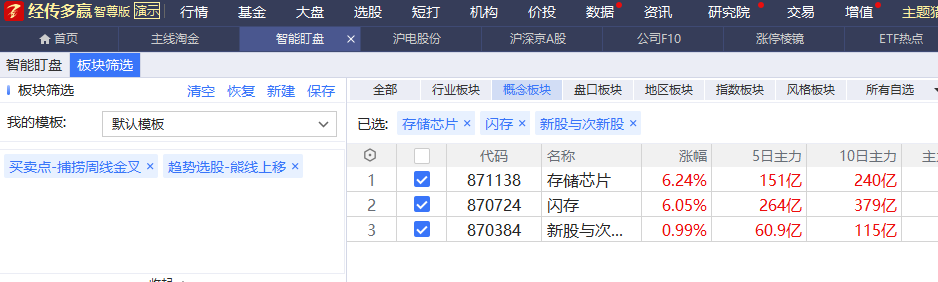 经传多赢 智尊版 演示 行情 基金 大盘 选股 短打 机构 价投 数据 资讯 研究院 交易 增值 主题猎
首页 主线淘金 智能盯盘 × 沪电股份 沪深京A股 公司F10 涨停棱镜 ETF热点
智能盯盘 板块筛选
板块筛选 清空 恢复 新建 保存
全部 行业板块 概念板块 盘口板块 地区板块 指数板块 风格板块 所有自选
我的模板: 默认模板
已选: 存储芯片 × 闪存 × 新股与次新股 ×
买卖点-捕捞周线金叉 × 趋势选股-熊线上移 ×
代码 名称 涨幅 5日主力 10日主力 主
1 871138 存储芯片 6.24% 151亿 240亿
2 870724 闪存 6.05% 264亿 379亿
3 870384 新股与次... 0.99% 60.9亿 115亿
收起